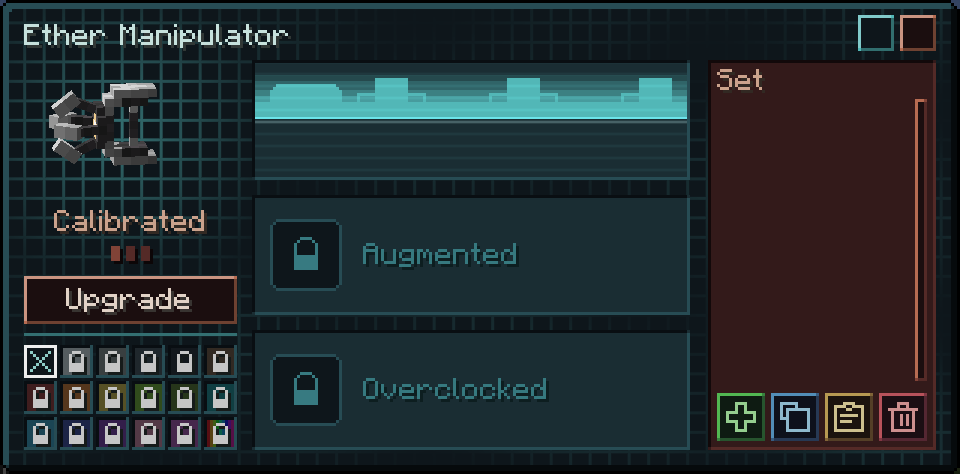 Ether Manipulator
Calibrated
Upgrade
Augmented
Overclocked
Set